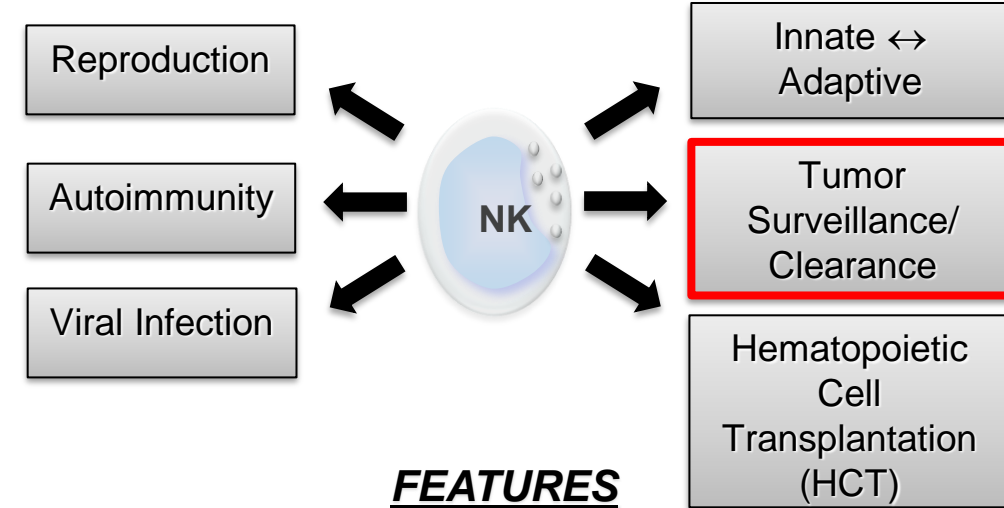 Reproduction
Autoimmunity
Viral Infection
NK
Innate ↔
Adaptive
Tumor
Surveillance/
Clearance
Hematopoietic
Cell
Transplantation
(HCT)
FEATURES